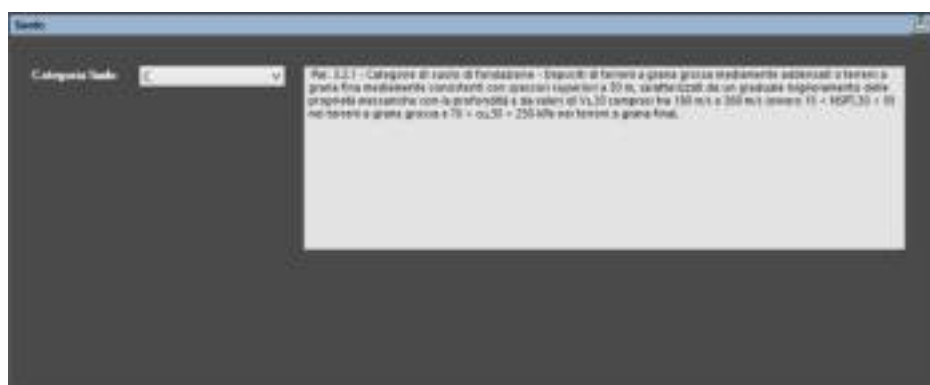 Suolo
Categoria Suolo C
Rif. 3.2.1 - Categorie di suolo di fondazione - Depositi di terreni a grana grossa mediamente addensati o terreni a
grana fina mediamente consistenti con spessori superiori a 30 m, caratterizzati da un graduale miglioramento delle
proprietà meccaniche con la profondità e da valori di Vs,30 compresi fra 180 m/s e 360 m/s (ovvero 15 < NSPT,30 < 50
nei terreni a grana grossa e 70 < cu,30 < 250 kPa nei terreni a grana fina).